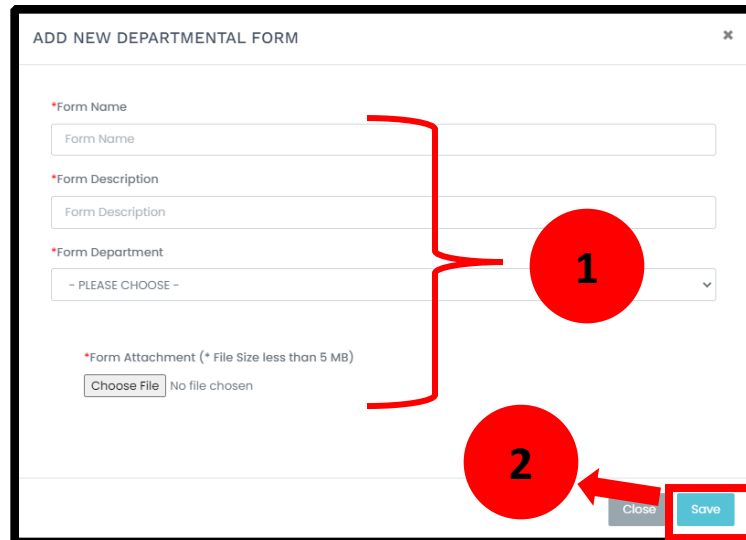 ADD NEW DEPARTMENTAL FORM ×
*Form Name
Form Name
*Form Description
Form Description
*Form Department
- PLEASE CHOOSE -
1
*Form Attachment (* File Size less than 5 MB)
Choose File No file chosen
2
Close Save